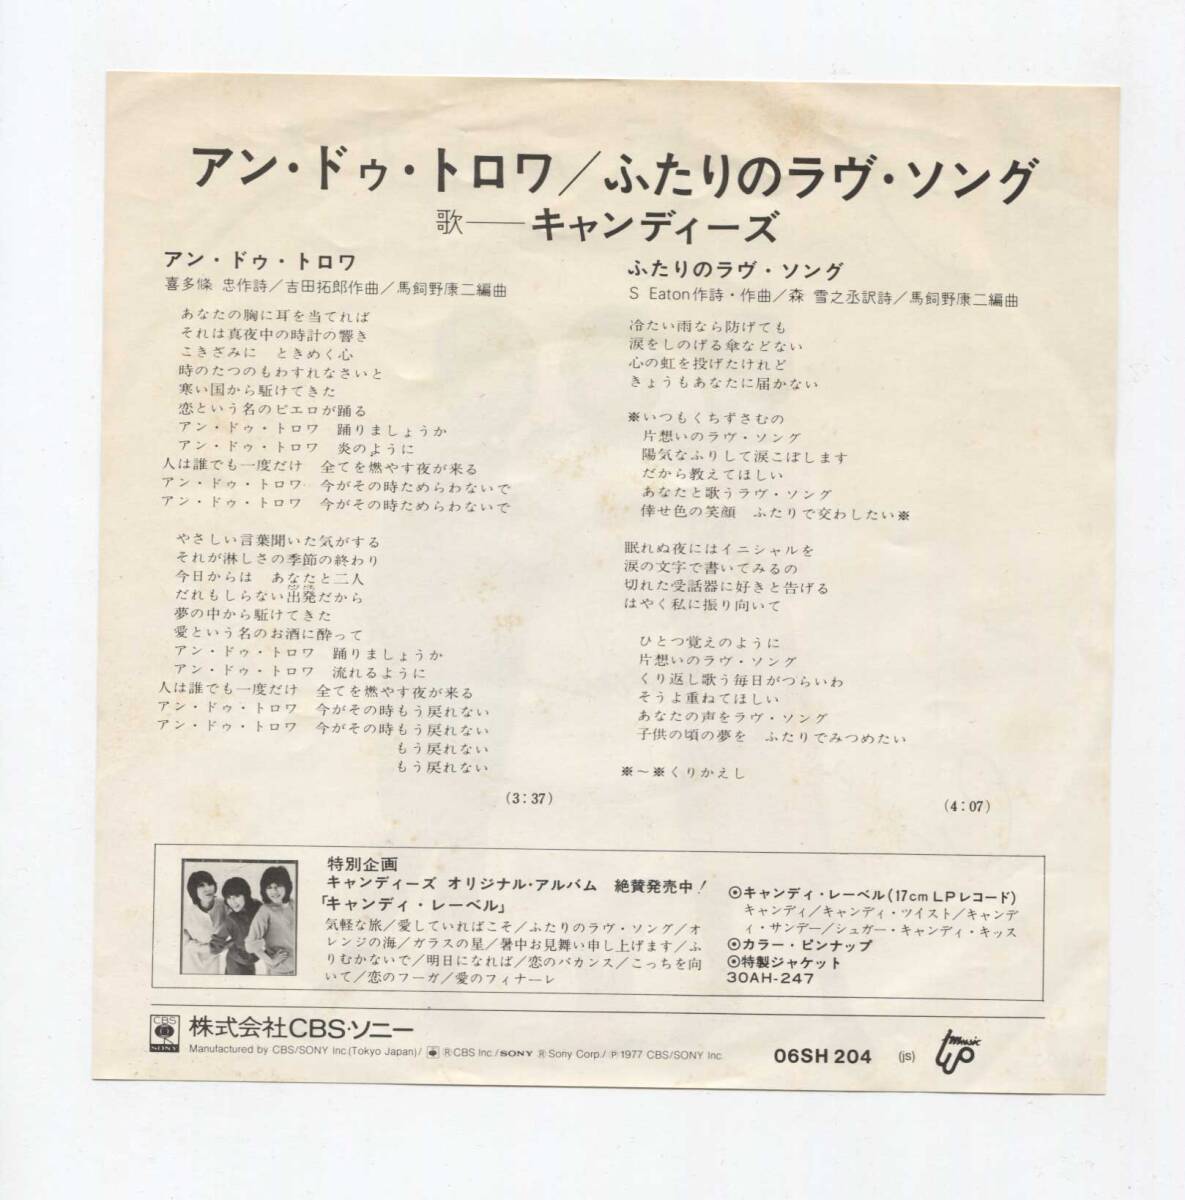 アン・ドゥ・トロワ/ふたりのラヴ・ソング
歌——キャンディーズ
アン・ドゥ・トロワ
喜多條 忠作詩/吉田拓郎作曲/馬飼野康二編曲
あなたの胸に耳を当てれば
それは真夜中の時計の響き
こきざみに ときめく心
時のたつのもわすれなさいと
寒い国から駈けてきた
恋という名のピエロが踊る
アン・ドゥ・トロワ 踊りましょうか
アン・ドゥ・トロワ 炎のように
人は誰でも一度だけ 全てを燃やす夜が来る
アン・ドゥ・トロワ 今がその時ためらわないで
アン・ドゥ・トロワ 今がその時ためらわないで
やさしい言葉聞いた気がする
それが淋しさの季節の終わり
今日からは あなたと二人
だれもしらない出発だから
夢の中から駈けてきた
愛という名のお酒に酔って
アン・ドゥ・トロワ 踊りましょうか
アン・ドゥ・トロワ 流れるように
人は誰でも一度だけ 全てを燃やす夜が来る
アン・ドゥ・トロワ 今がその時もう戻れない
アン・ドゥ・トロワ 今がその時もう戻れない
もう戻れない
もう戻れない
(3:37)
ふたりのラヴ・ソング
S Eaton作詩・作曲/森 雪之丞訳詩/馬飼野康二編曲
冷たい雨なら防げても
涙をしのげる傘などない
心の虹を投げたけれど
きょうもあなたに届かない
※いつもくちずさむの
片想いのラヴ・ソング
陽気なふりして涙こぼします
だから教えてほしい
あなたと歌うラヴ・ソング
倖せ色の笑顔 ふたりで交わしたい※
眠れぬ夜にはイニシャルを
涙の文字で書いてみるの
切れた受話器に好きと告げる
はやく私に振り向いて
ひとつ覚えのように
片想いのラヴ・ソング
くり返し歌う毎日がつらいわ
そうよ重ねてほしい
あなたの声をラヴ・ソング
子供の頃の夢を ふたりでみつめたい
※~※くりかえし
(4:07)
特別企画
キャンディーズ オリジナル・アルバム 絶賛発売中!
「キャンディ・レーベル」
気軽な旅/愛していればこそ/ふたりのラヴ・ソング/オ
レンジの海/ガラスの星/暑中お見舞い申し上げます/ふ
りむかないで/明日になれば/恋のバカンス/こっちを向
いて/恋のフーガ/愛のフィナーレ
◎キャンディ・レーベル(17cm LPレコード)
キャンディ/キャンディ・ツイスト/キャンデ
ィ・サンデー/シュガー・キャンディ・キッス
◎カラー・ピンナップ
◎特製ジャケット
30AH-247
CBS
SONY
株式会社CBS・ソニー
Manufactured by CBS/SONY Inc.(Tokyo Japan)/ ® CBS Inc./SONY ® Sony Corp./ ℗ 1977 CBS/SONY Inc.
06SH 204
(js)
music
UP